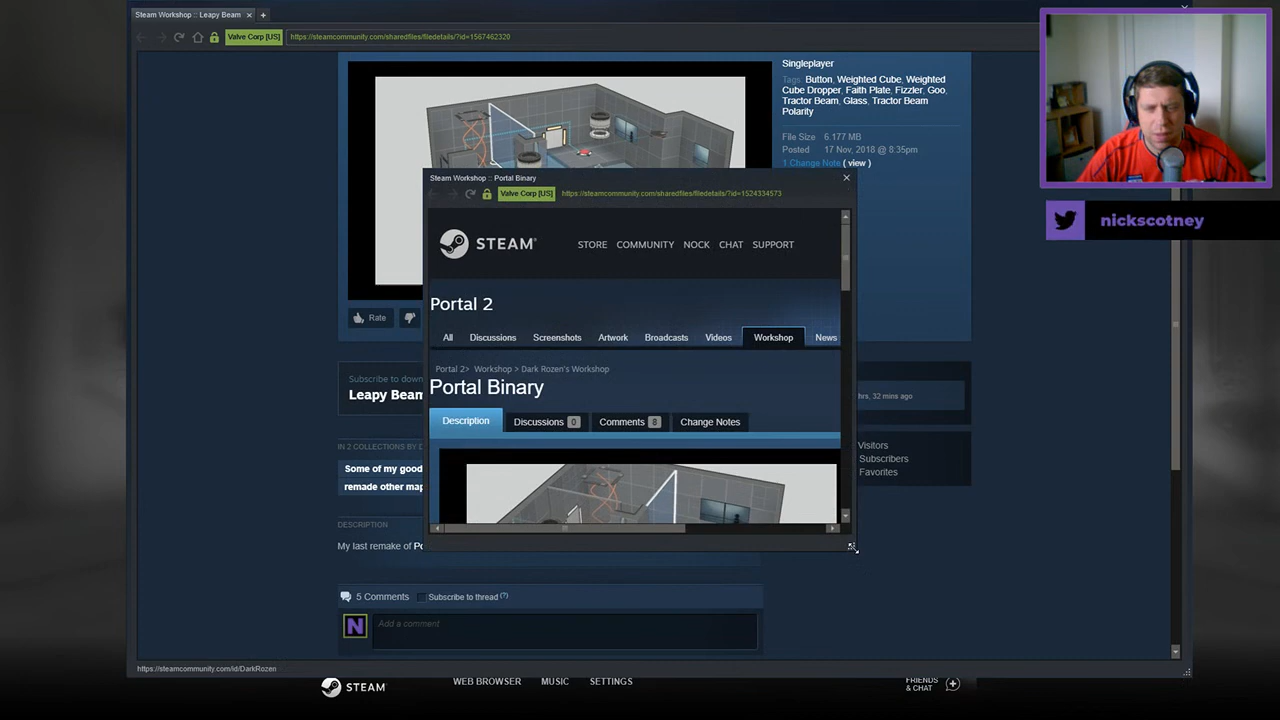 Steam Workshop :: Leapy Beam
Valve Corp [US]
https://steamcommunity.com/sharedfiles/filedetails/?id=1567462320
Singleplayer
Tags: Button, Weighted Cube, Weighted
Cube Dropper, Faith Plate, Fizzler, Goo,
Tractor Beam, Glass, Tractor Beam
Polarity
File Size 6.177 MB
Posted 17 Nov, 2018 @ 8:35pm
1 Change Note ( view )
nickscotney
Steam Workshop :: Portal Binary
Valve Corp [US]
https://steamcommunity.com/sharedfiles/filedetails/?id=1524334573
STEAM®
STORE COMMUNITY NOCK CHAT SUPPORT
Portal 2
All Discussions Screenshots Artwork Broadcasts Videos Workshop News
Portal 2> Workshop > Dark Rozen's Workshop
Portal Binary
Description Discussions 0 Comments 8 Change Notes
Rate
Subscribe to down
Leapy Beam
hrs, 32 mins ago
Visitors
Subscribers
Favorites
IN 2 COLLECTIONS BY D
Some of my good
remade other map
DESCRIPTION
My last remake of Po
5 Comments Subscribe to thread (?)
N
Add a comment
https://steamcommunity.com/id/DarkRozen
STEAM®
WEB BROWSER MUSIC SETTINGS
FRIENDS
& CHAT